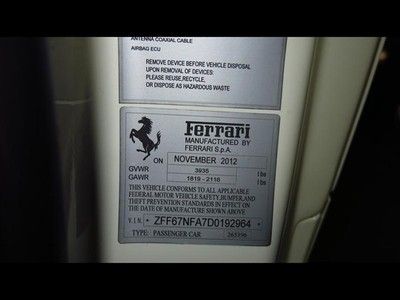 ANTENNA COAXIAL CABLE
AIRBAG ECU
REMOVE DEVICE BEFORE VEHICLE DISPOSAL
UPON REMOVAL OF DEVICES:
PLEASE REUSE, RECYCLE,
OR DISPOSE AS HAZARDOUS WASTE
Ferrari
MANUFACTURED BY
FERRARI S.p.A.
ON NOVEMBER 2012
GVWR 3935 lbs
GAWR 1819 - 2116 lbs
THIS VEHICLE CONFORMS TO ALL APPLICABLE
FEDERAL MOTOR VEHICLE SAFETY, BUMPER, AND
THEFT PREVENTION STANDARDS IN EFFECT ON
THE DATE OF MANUFACTURE SHOWN ABOVE
V.I.N. ZFF67NFA7D0192964
TYPE: PASSENGER CAR 265396